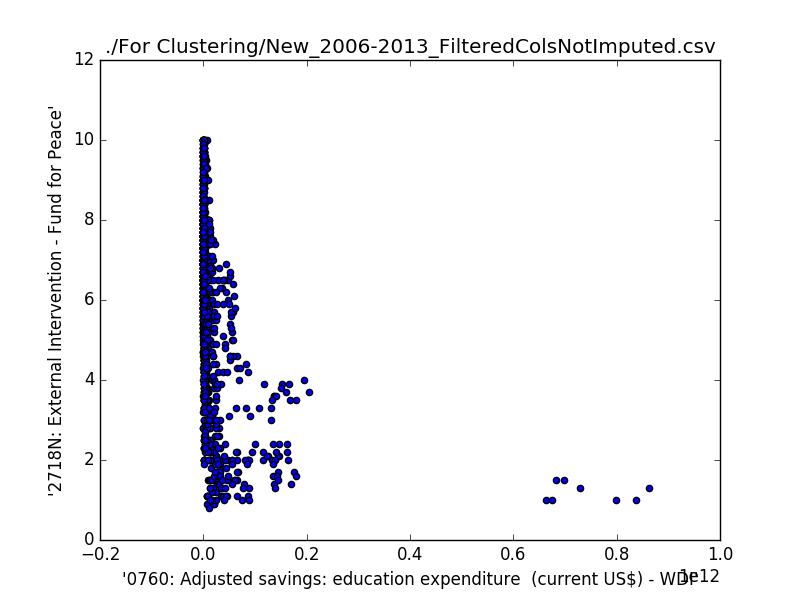 ./For Clustering/New_2006-2013_FilteredColsNotImputed.csv
12
10
8
6
4
2
0
'2718N: External Intervention - Fund for Peace'
−0.2 0.0 0.2 0.4 0.6 0.8 1.0
1e12
'0760: Adjusted savings: education expenditure  (current US$) - WDI'